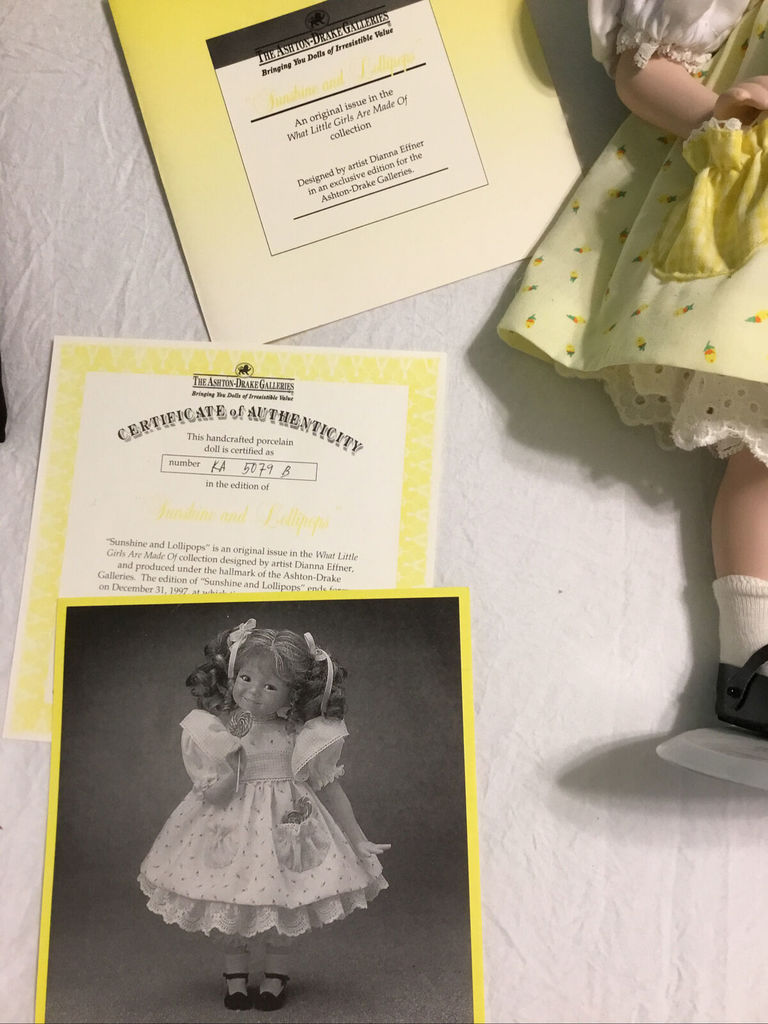 THE ASHTON-DRAKE GALLERIES
Bringing You Dolls of Irresistible Value
"Sunshine and Lollipops"
An original issue in the
What Little Girls Are Made Of
collection
Designed by artist Dianna Effner
in an exclusive edition for the
Ashton-Drake Galleries.
THE ASHTON-DRAKE GALLERIES
Bringing You Dolls of Irresistible Value
CERTIFICATE of AUTHENTICITY
This handcrafted porcelain
doll is certified as
number KA 5079 B
in the edition of
"Sunshine and Lollipops"
"Sunshine and Lollipops" is an original issue in the What Little
Girls Are Made Of collection designed by artist Dianna Effner,
and produced under the hallmark of the Ashton-Drake
Galleries. The edition of "Sunshine and Lollipops" ends
on December 31, 1997, at